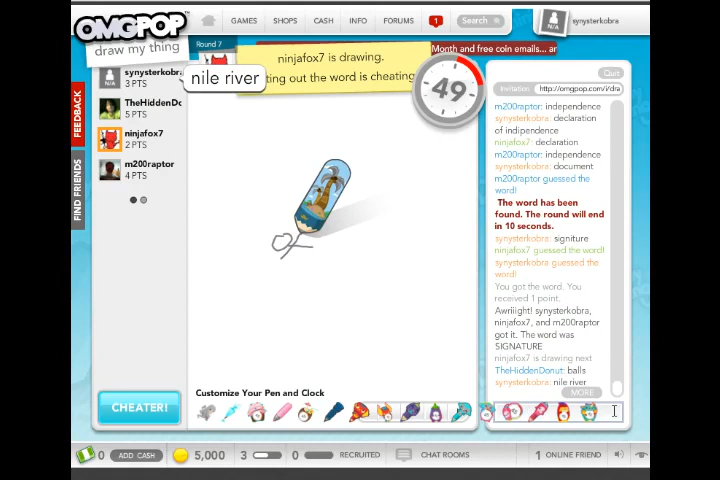 OMGPOP
GAMES SHOPS CASH INFO FORUMS 1 Search synysterkobra
N/A
draw my thing
Round 7
Month and free coin emails... ar
ninjafox7 is drawing.
ting out the word is cheating
49
nile river
N/A
synysterkobra
3 PTS
TheHiddenDo
5 PTS
ninjafox7
2 PTS
m200raptor
4 PTS
FEEDBACK
FIND FRIENDS
Quit
Invitation http://omgpop.com/i/dra
m200raptor: independence
synysterkobra: declaration
of indipendence
ninjafox7: declaration
m200raptor: independence
synysterkobra: document
m200raptor guessed the
word!
The word has been
found. The round will end
in 10 seconds.
synysterkobra: signiture
ninjafox7 guessed the word!
synysterkobra guessed the
word!
You got the word. You
received 1 point.
Awriiight! synysterkobra,
ninjafox7, and m200raptor
got it. The word was
SIGNATURE
ninjafox7 is drawing next
TheHiddenDonut: balls
synysterkobra: nile river
MORE
Customize Your Pen and Clock
CHEATER!
0 ADD CASH 5,000 3 0 RECRUITED CHAT ROOMS 1 ONLINE FRIEND